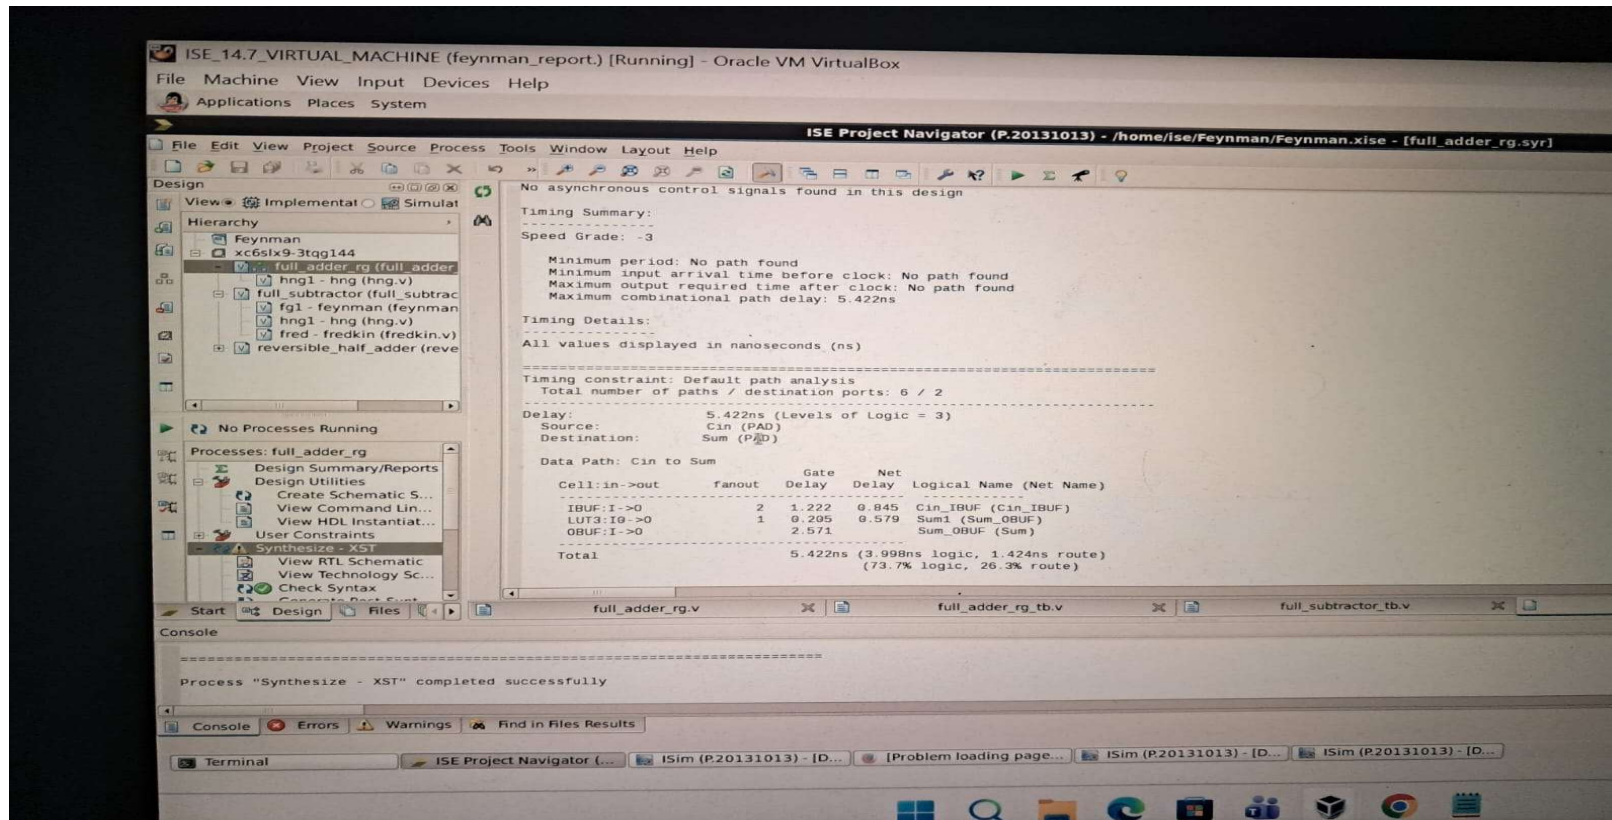 ISE_14.7_VIRTUAL_MACHINE (feynman_report.) [Running] - Oracle VM VirtualBox
File Machine View Input Devices Help
Applications Places System
ISE Project Navigator (P.20131013) - /home/ise/Feynman/Feynman.xise - [full_adder_rg.syr]
File Edit View Project Source Process Tools Window Layout Help
Design
View Implementat Simulat
Hierarchy
Feynman
xc6slx9-3tqg144
full_adder_rg (full_adder
hng1 - hng (hng.v)
full_subtractor (full_subtrac
fg1 - feynman (feynman
hng1 - hng (hng.v)
fred - fredkin (fredkin.v)
reversible_half_adder (reve
No Processes Running
Processes: full_adder_rg
Design Summary/Reports
Design Utilities
Create Schematic S...
View Command Lin...
View HDL Instantiat...
User Constraints
Synthesize - XST
View RTL Schematic
View Technology Sc...
Check Syntax
Start Design Files
No asynchronous control signals found in this design
Timing Summary:
---------------
Speed Grade: -3
Minimum period: No path found
Minimum input arrival time before clock: No path found
Maximum output required time after clock: No path found
Maximum combinational path delay: 5.422ns
Timing Details:
---------------
All values displayed in nanoseconds (ns)
=========================================================================
Timing constraint: Default path analysis
Total number of paths / destination ports: 6 / 2
-------------------------------------------------------------------------
Delay: 5.422ns (Levels of Logic = 3)
Source: Cin (PAD)
Destination: Sum (PAD)
Data Path: Cin to Sum
Gate Net
Cell:in->out fanout Delay Delay Logical Name (Net Name)
---------------------------------------- ------------
IBUF:I->O 2 1.222 0.845 Cin_IBUF (Cin_IBUF)
LUT3:I0->O 1 0.205 0.579 Sum1 (Sum_OBUF)
OBUF:I->O 2.571 Sum_OBUF (Sum)
----------------------------------------
Total 5.422ns (3.998ns logic, 1.424ns route)
(73.7% logic, 26.3% route)
full_adder_rg.v full_adder_rg_tb.v full_subtractor_tb.v
Console
=========================================================================
Process "Synthesize - XST" completed successfully
Console Errors Warnings Find in Files Results
Terminal ISE Project Navigator (... ISim (P.20131013) - [D... [Problem loading page... ISim (P.20131013) - [D... ISim (P.20131013) - [D...